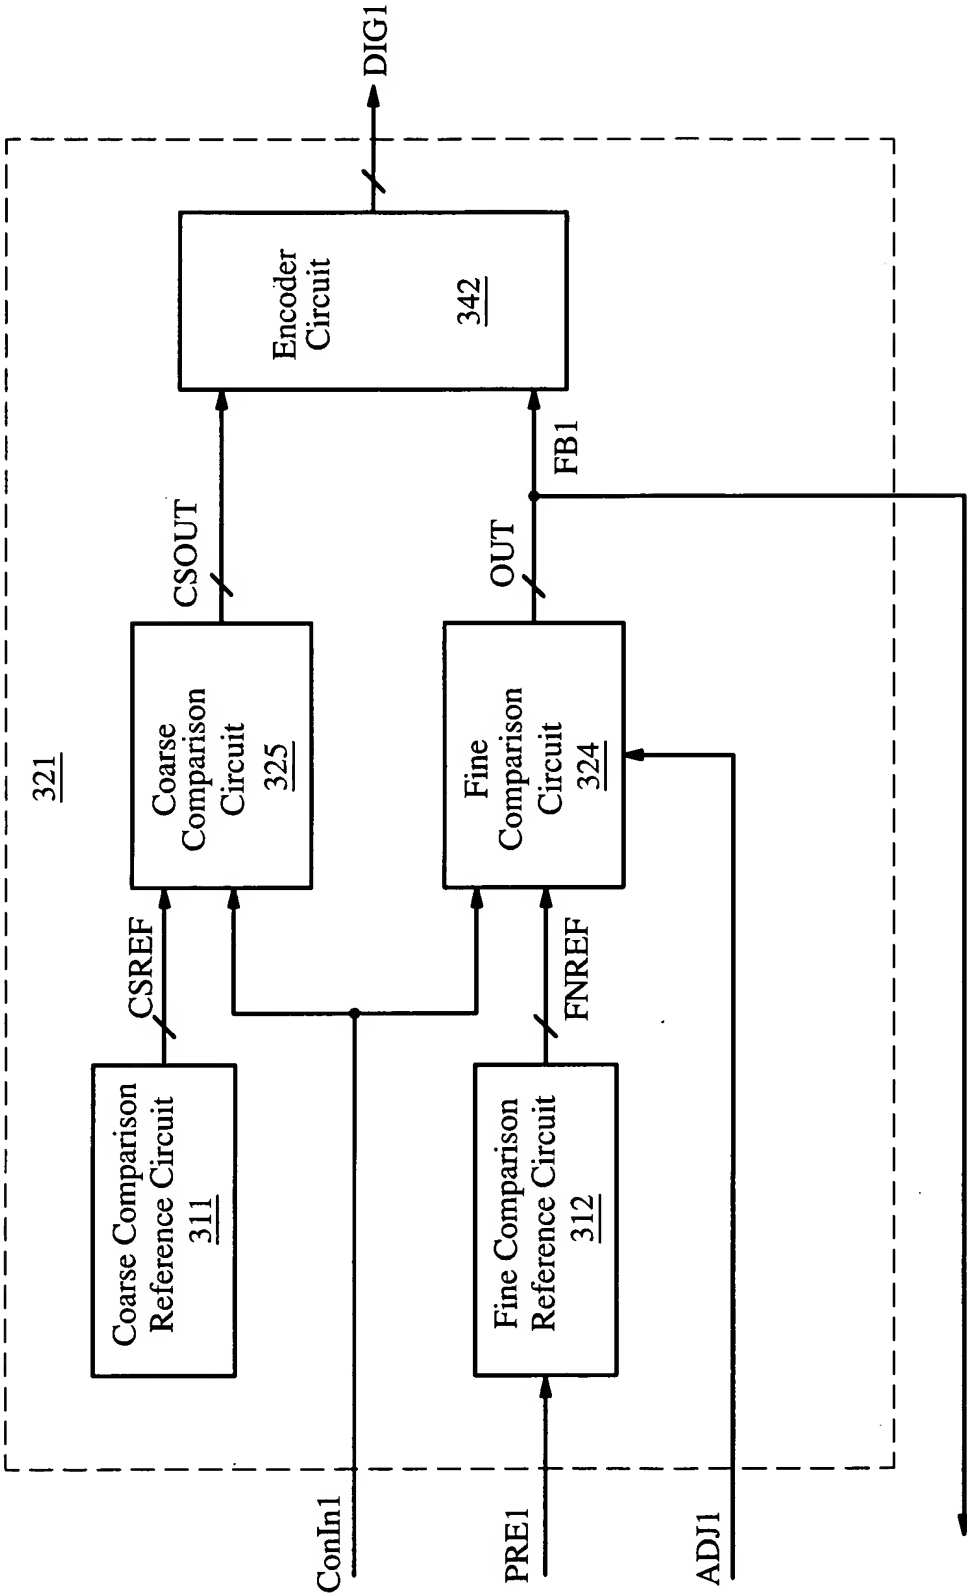 321
Coarse Comparison
Reference Circuit
311
CSREF
Coarse
Comparison
Circuit
325
CSOUT
Encoder
Circuit
342
DIG1
ConIn1
PRE1
Fine Comparison
Reference Circuit
312
FNREF
Fine
Comparison
Circuit
324
OUT
FB1
ADJ1